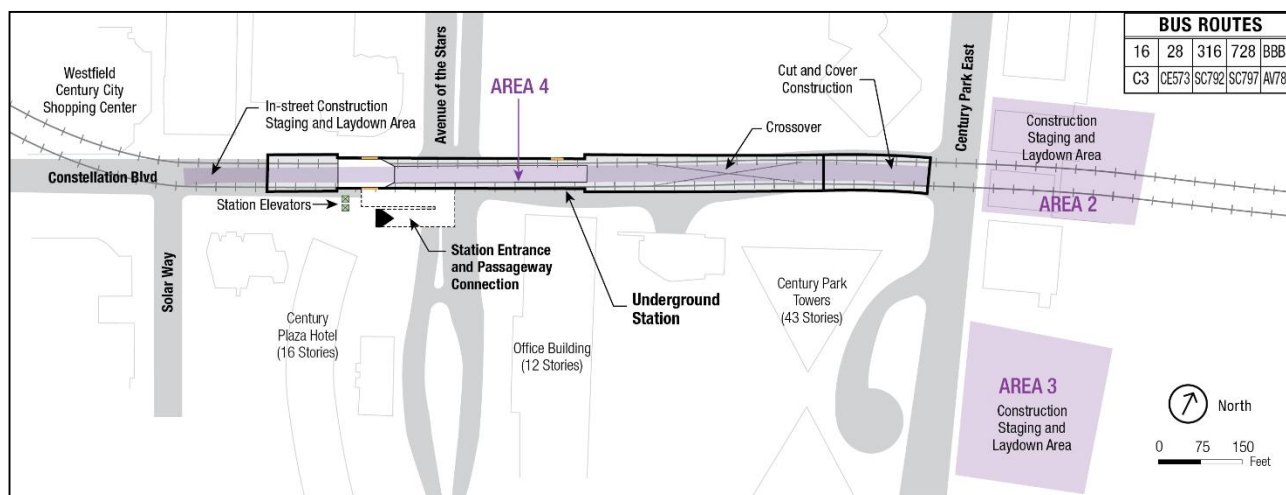 BUS ROUTES
16 28 316 728 BBB5
C3 CE573 SC792 SC797 AV786
Westfield
Century City
Shopping Center
In-street Construction
Staging and Laydown Area
Avenue of the Stars
AREA 4
Crossover
Cut and Cover
Construction
Century Park East
Construction
Staging and
Laydown Area
AREA 2
Constellation Blvd
Station Elevators
Solar Way
Station Entrance
and Passageway
Connection
Underground
Station
Century
Plaza Hotel
(16 Stories)
Office Building
(12 Stories)
Century Park
Towers
(43 Stories)
AREA 3
Construction
Staging and
Laydown Area
North
0 75 150
Feet